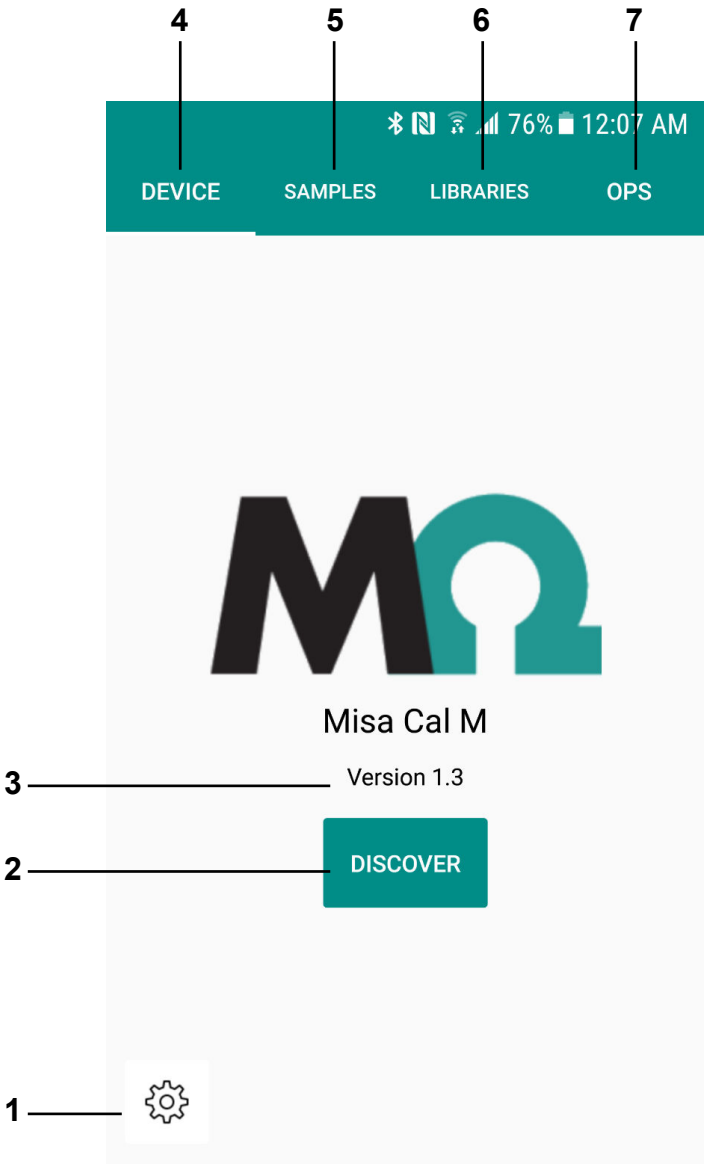 4 5 6 7
76% 12:07 AM
DEVICE SAMPLES LIBRARIES OPS
MΩ
Misa Cal M
3 Version 1.3
2 DISCOVER
1